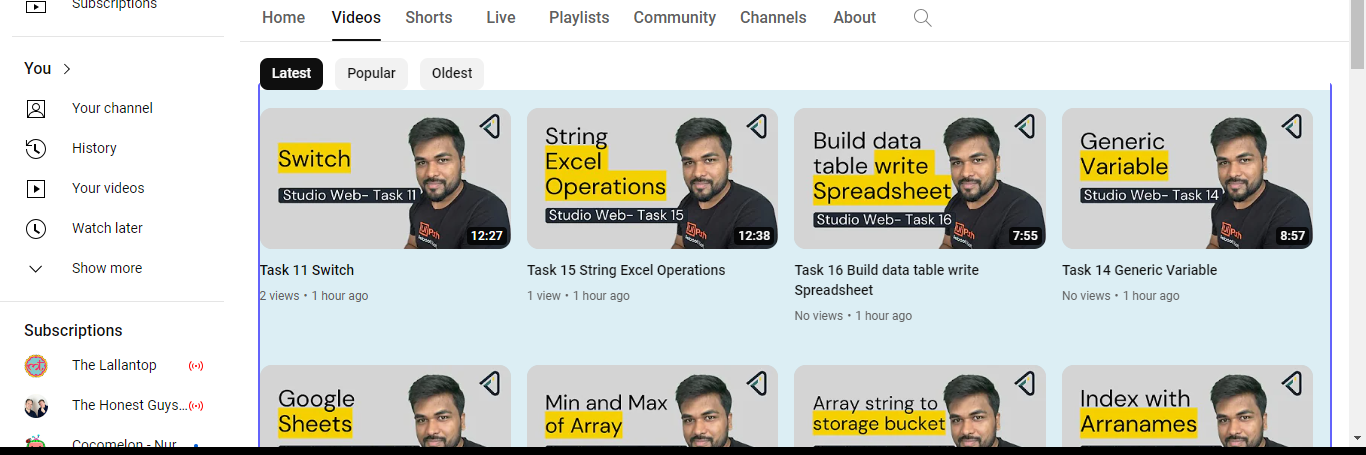 Subscriptions
Home Videos Shorts Live Playlists Community Channels About
You
Latest Popular Oldest
Your channel
History
Your videos
Watch later
Show more
Subscriptions
The Lallantop
The Honest Guys...
Cocomelon - Nur
Switch
Studio Web- Task 11
12:27
Task 11 Switch
2 views • 1 hour ago
String
Excel
Operations
Studio Web- Task 15
12:38
Task 15 String Excel Operations
1 view • 1 hour ago
Build data
table write
Spreadsheet
Studio Web- Task 16
7:55
Task 16 Build data table write
Spreadsheet
No views • 1 hour ago
Generic
Variable
Studio Web- Task 14
8:57
Task 14 Generic Variable
No views • 1 hour ago
Google
Sheets
Min and Max
of Array
Array string to
storage bucket
Index with
Arranames